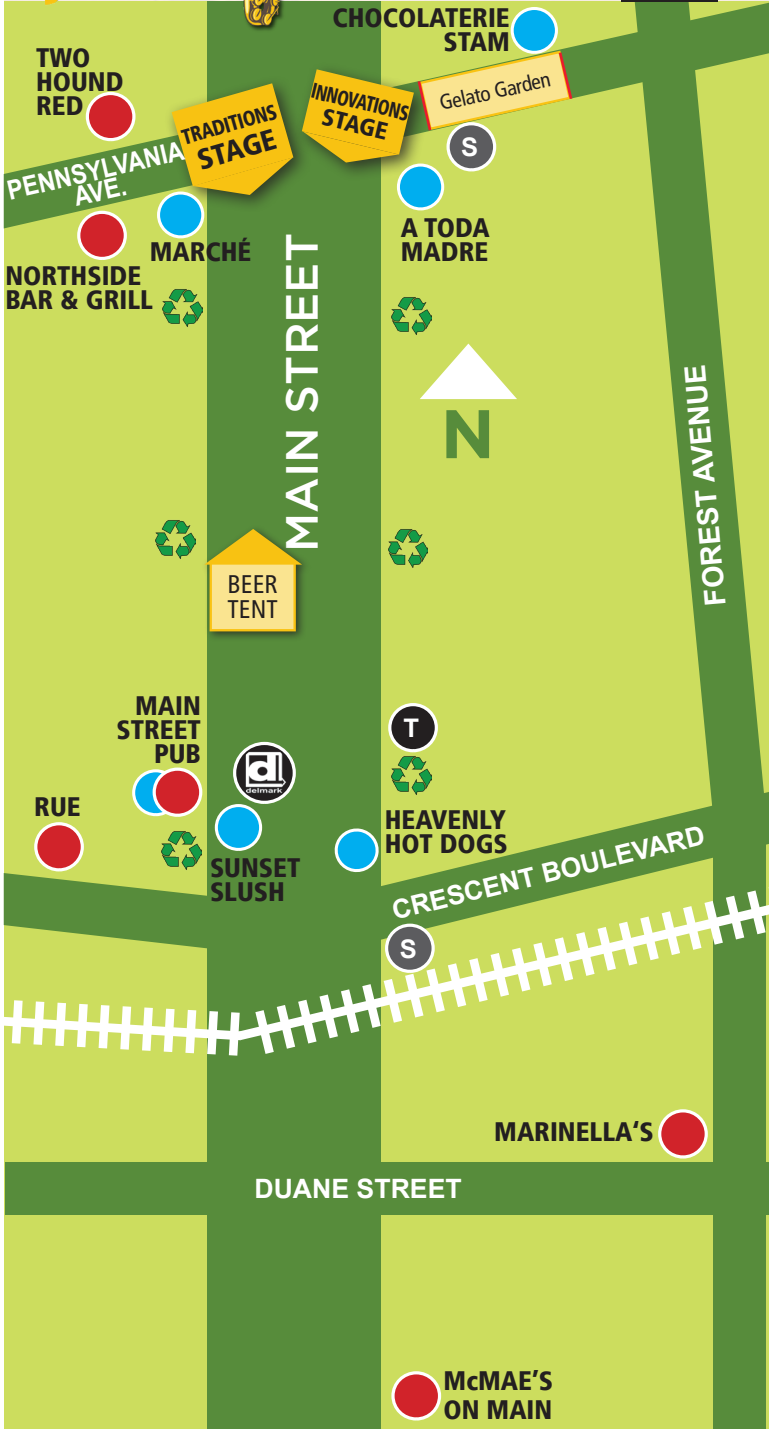 CHOCOLATERIE
STAM
TWO
HOUND
RED
TRADITIONS
STAGE
INNOVATIONS
STAGE
Gelato Garden
S
PENNSYLVANIA
AVE.
MARCHÉ
A TODA
MADRE
NORTHSIDE
BAR & GRILL
MAIN STREET
N
FOREST AVENUE
BEER
TENT
MAIN
STREET
PUB
T
d
delmark
RUE
SUNSET
SLUSH
HEAVENLY
HOT DOGS
CRESCENT BOULEVARD
S
MARINELLA‘S
DUANE STREET
McMAE’S
ON MAIN